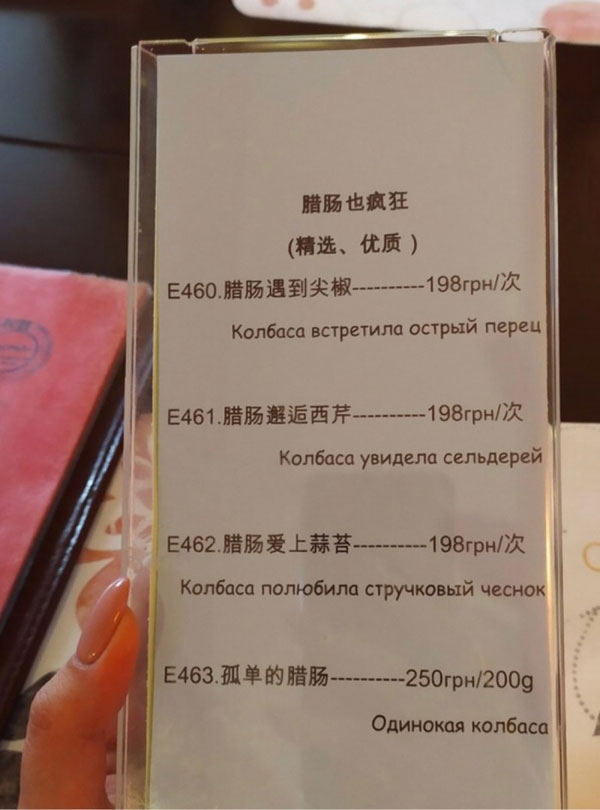 腊肠也疯狂
(精选、优质)
E460.腊肠遇到尖椒----------198грн/次
Колбаса встретила острый перец
E461.腊肠邂逅西芹----------198грн/次
Колбаса увидела сельдерей
E462.腊肠爱上蒜苔----------198грн/次
Колбаса полюбила стручковый чеснок
E463.孤单的腊肠----------250грн/200g
Одинокая колбаса